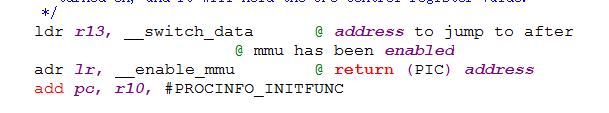 */
ldr r13, __switch_data @ address to jump to after
@ mmu has been enabled
adr lr, __enable_mmu @ return (PIC) address
add pc, r10, #PROCINFO_INITFUNC